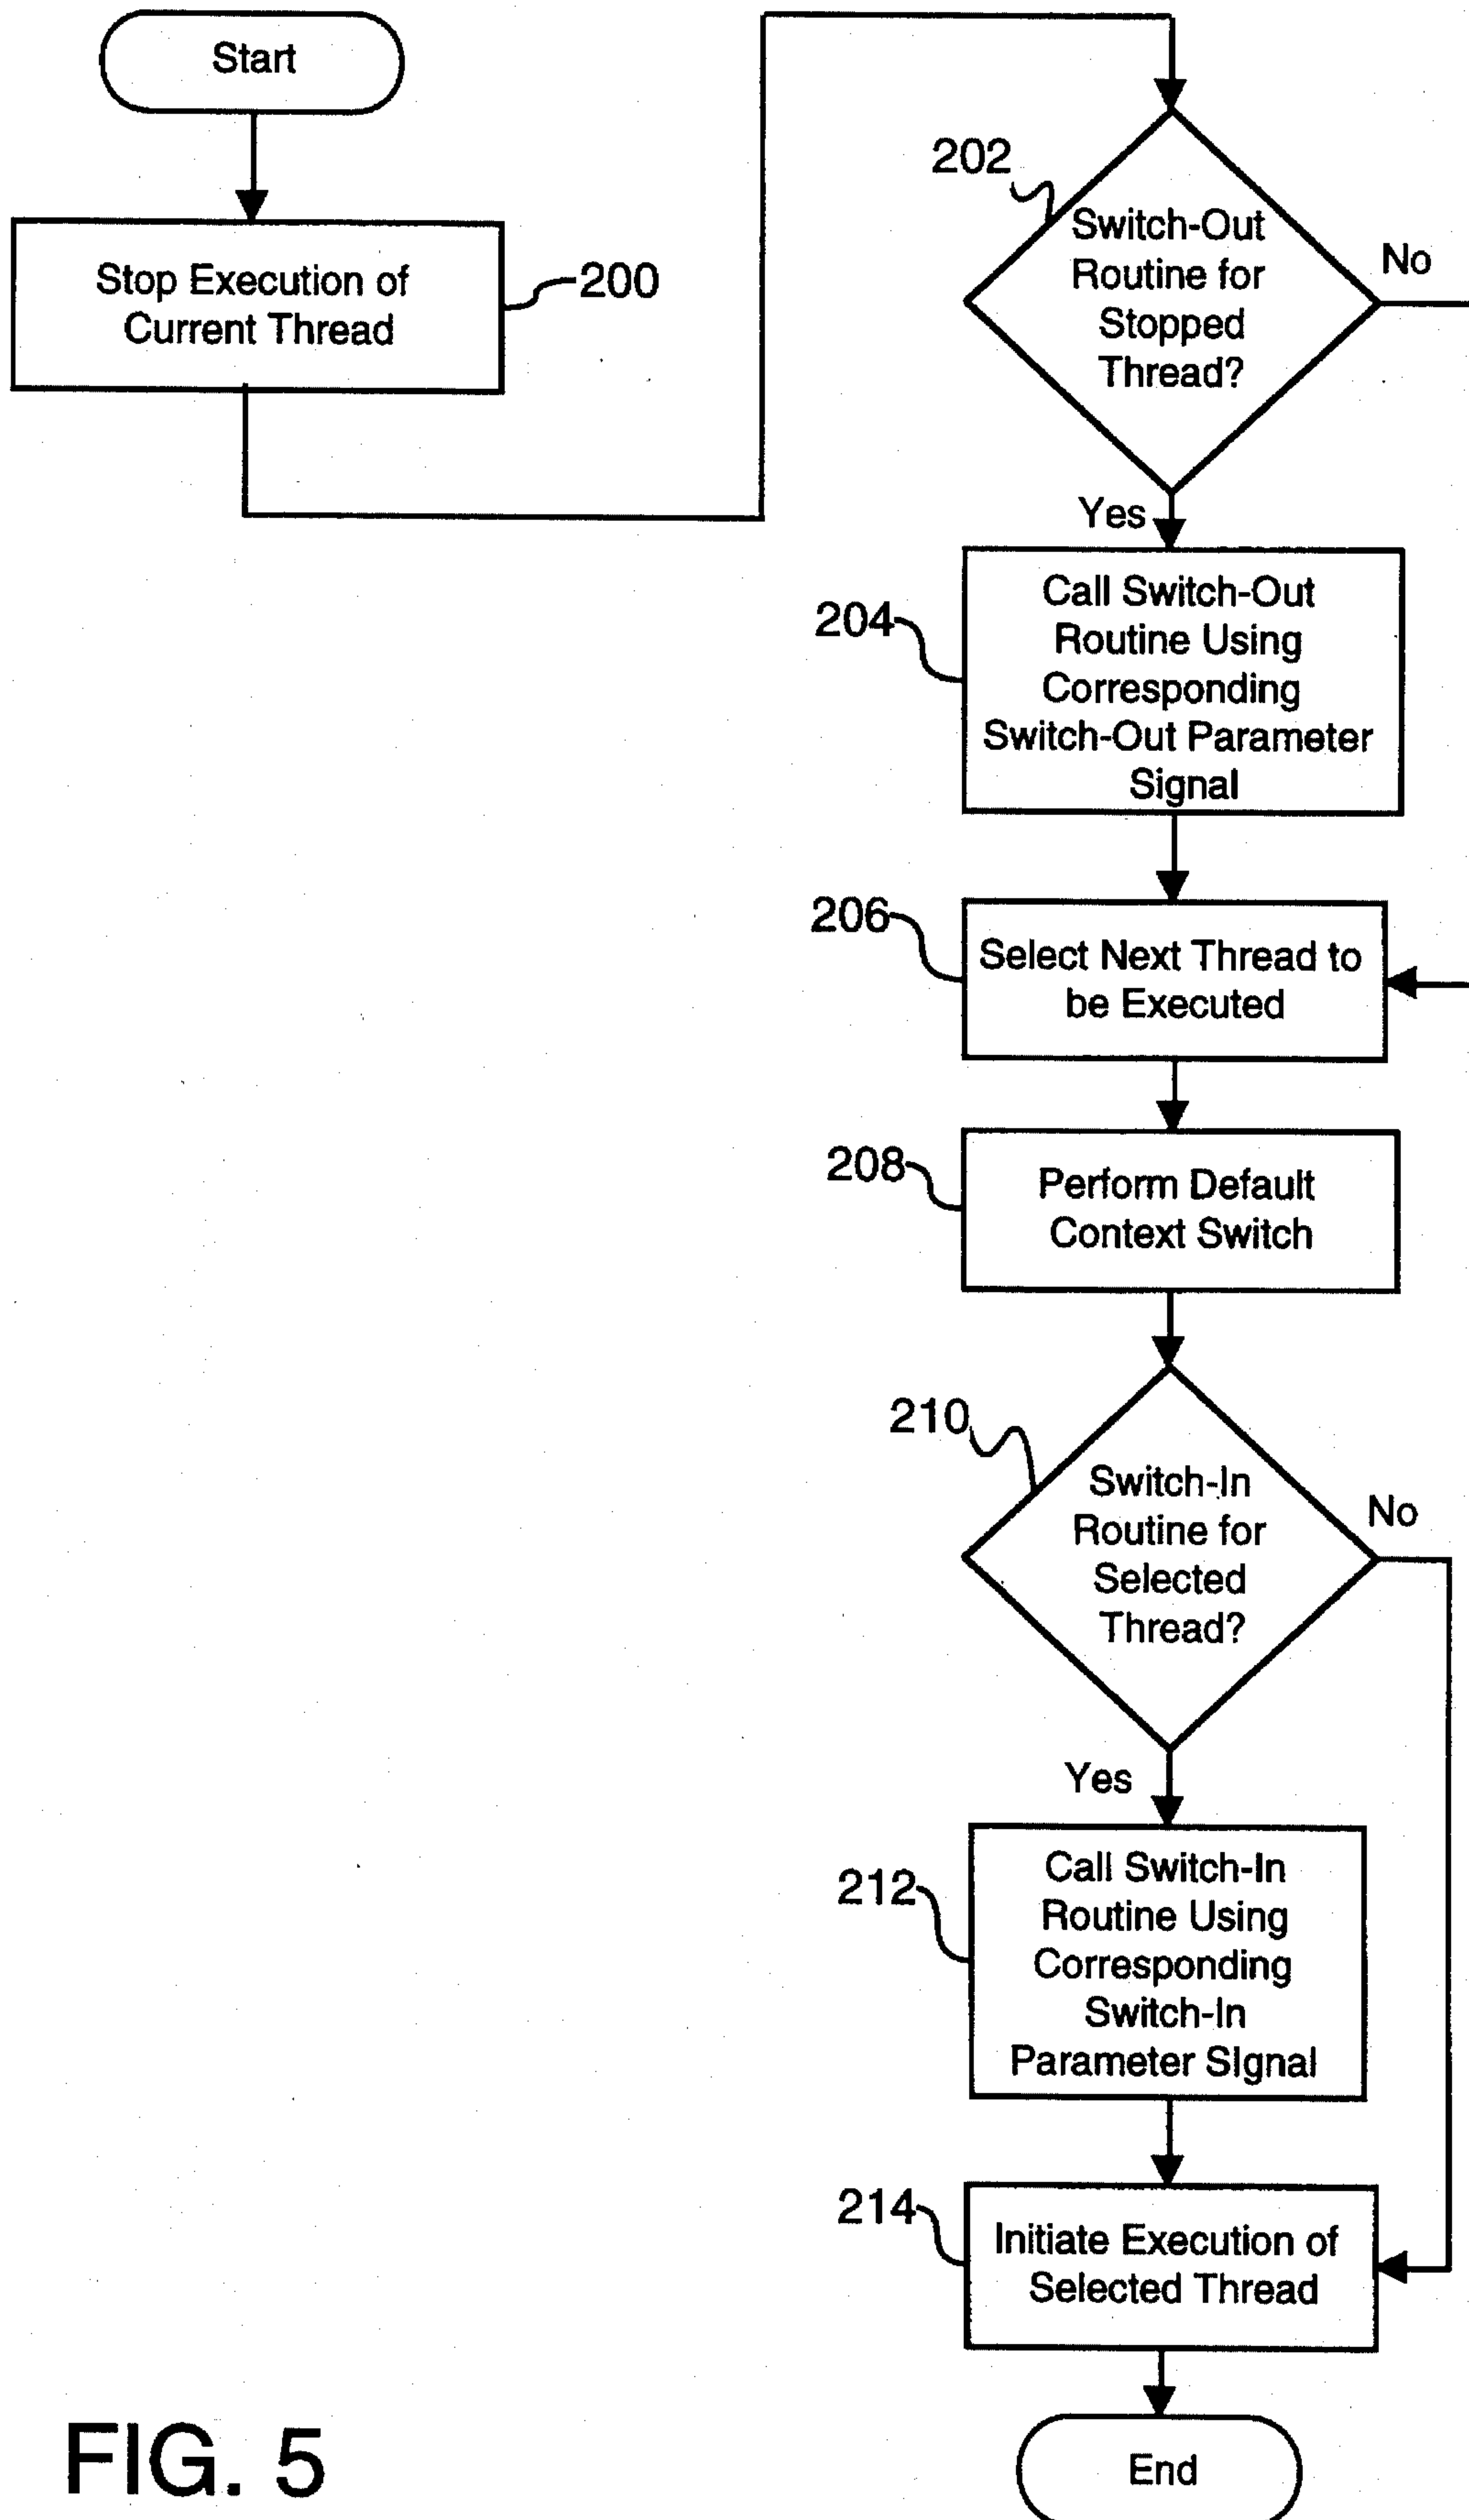 Start
Stop Execution of
Current Thread
200
202
Switch-Out
Routine for
Stopped
Thread?
No
Yes
204
Call Switch-Out
Routine Using
Corresponding
Switch-Out Parameter
Signal
206
Select Next Thread to
be Executed
208
Perform Default
Context Switch
210
Switch-In
Routine for
Selected
Thread?
No
Yes
212
Call Switch-In
Routine Using
Corresponding
Switch-In
Parameter SIgnal
214
Initiate Execution of
Selected Thread
End
FIG. 5